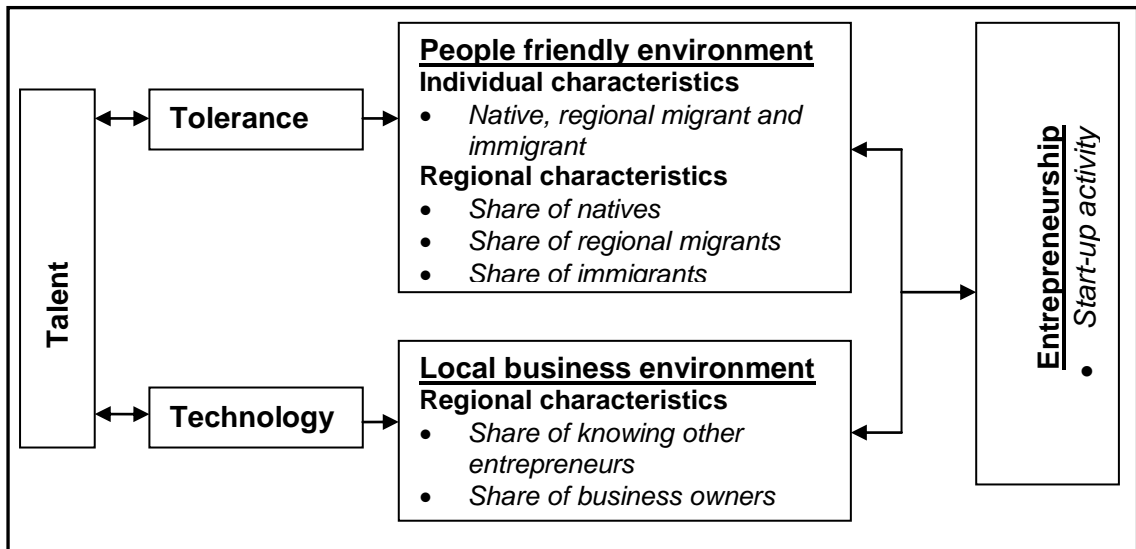 Talent
Tolerance
Technology
People friendly environment
Individual characteristics
• Native, regional migrant and
immigrant
Regional characteristics
• Share of natives
• Share of regional migrants
• Share of immigrants
Local business environment
Regional characteristics
• Share of knowing other
entrepreneurs
• Share of business owners
Entrepreneurship
• Start-up activity